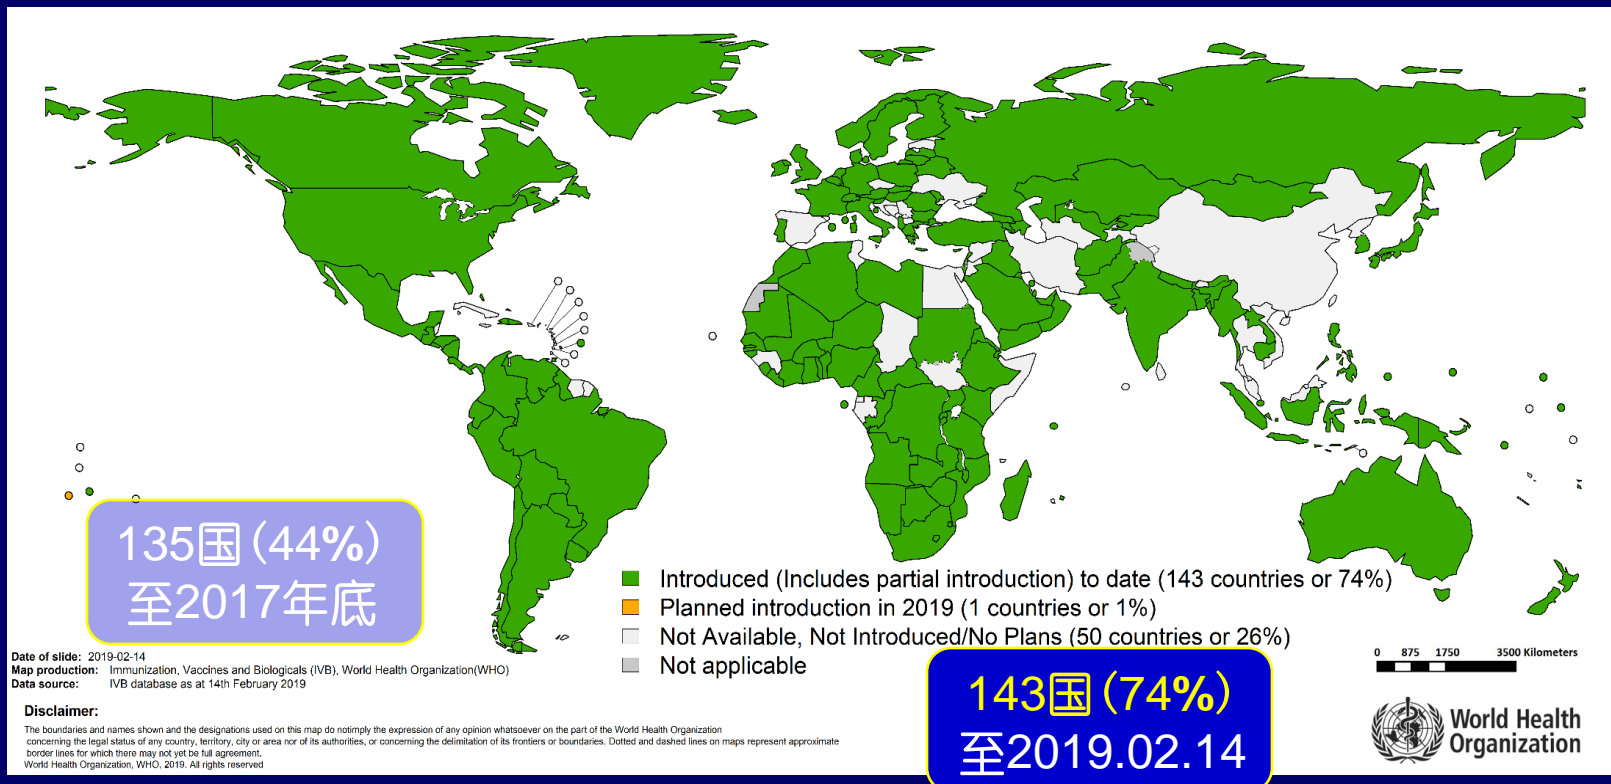 135国（44%）
至2017年底
Introduced (Includes partial introduction) to date (143 countries or 74%)
Planned introduction in 2019 (1 countries or 1%)
Not Available, Not Introduced/No Plans (50 countries or 26%)
Not applicable
143国（74%）
至2019.02.14
Date of slide: 2019-02-14
Map production: Immunization, Vaccines and Biologicals (IVB), World Health Organization(WHO)
Data source: IVB database as at 14th February 2019
Disclaimer:
The boundaries and names shown and the designations used on this map do notimply the expression of any opinion whatsoever on the part of the World Health Organization
concerning the legal status of any country, territory, city or area nor of its authorities, or concerning the delimitation of its frontiers or boundaries. Dotted and dashed lines on maps represent approximate
border lines for which there may not yet be full agreement.
World Health Organization, WHO, 2019. All rights reserved
0 875 1750 3500 Kilometers
World Health
Organization